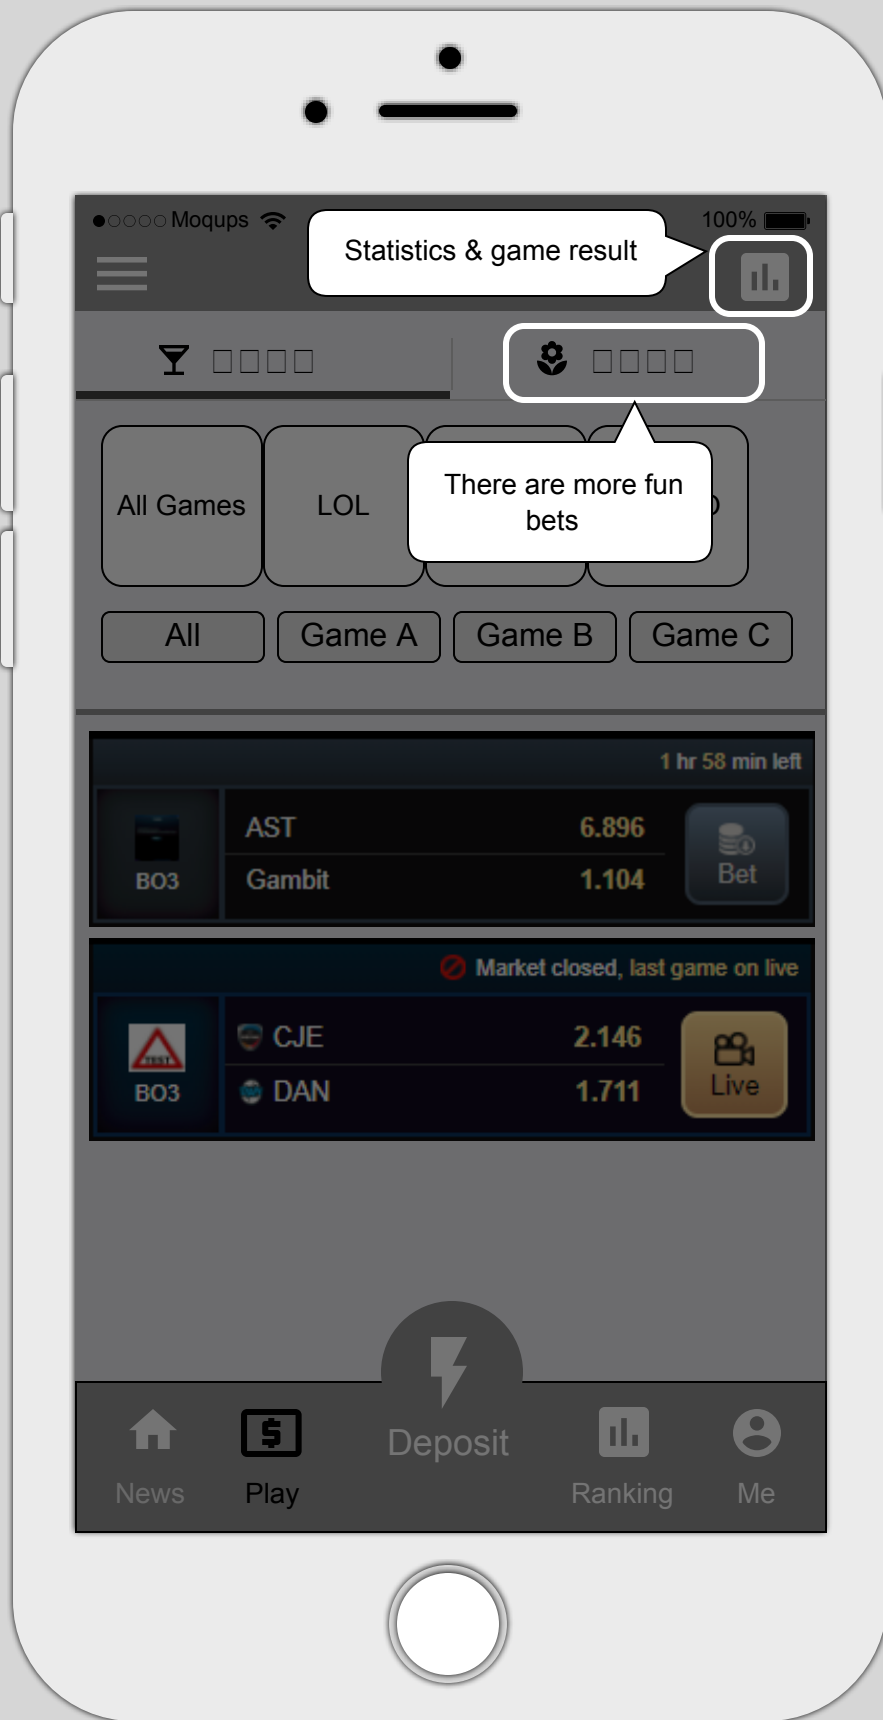 Moqups
100%
Statistics & game result
□□□□
□□□□
There are more fun
bets
All Games
LOL
All
Game A
Game B
Game C
1 hr 58 min left
AST
6.896
BO3
Gambit
1.104
Bet
Market closed, last game on live
CJE
2.146
TEST
BO3
DAN
1.711
Live
Deposit
News
Play
Ranking
Me